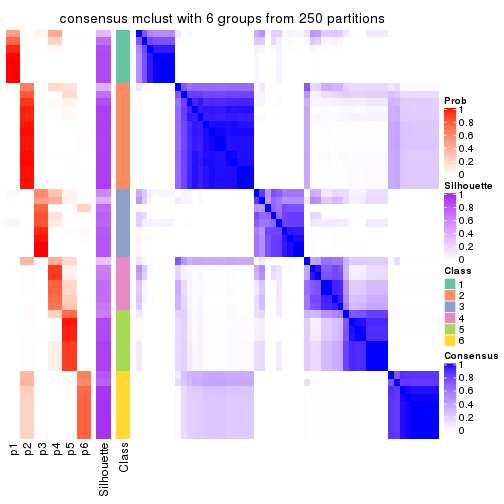 consensus mclust with 6 groups from 250 partitions
Prob
1
0.8
0.6
0.4
0.2
0
Silhouette
1
0.8
0.6
0.4
0.2
0
Class
1
2
3
4
5
6
Consensus
1
0.8
0.6
0.4
0.2
0
p1
p2
p3
p4
p5
p6
Silhouette
Class